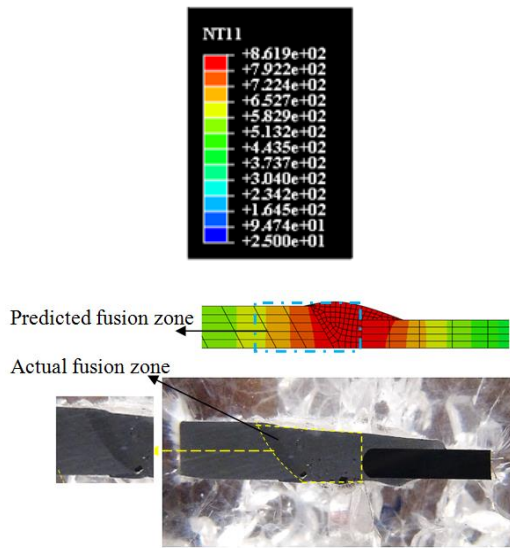 NT11
+8.619e+02
+7.922e+02
+7.224e+02
+6.527e+02
+5.829e+02
+5.132e+02
+4.435e+02
+3.737e+02
+3.040e+02
+2.342e+02
+1.645e+02
+9.474e+01
+2.500e+01
Predicted fusion zone
Actual fusion zone